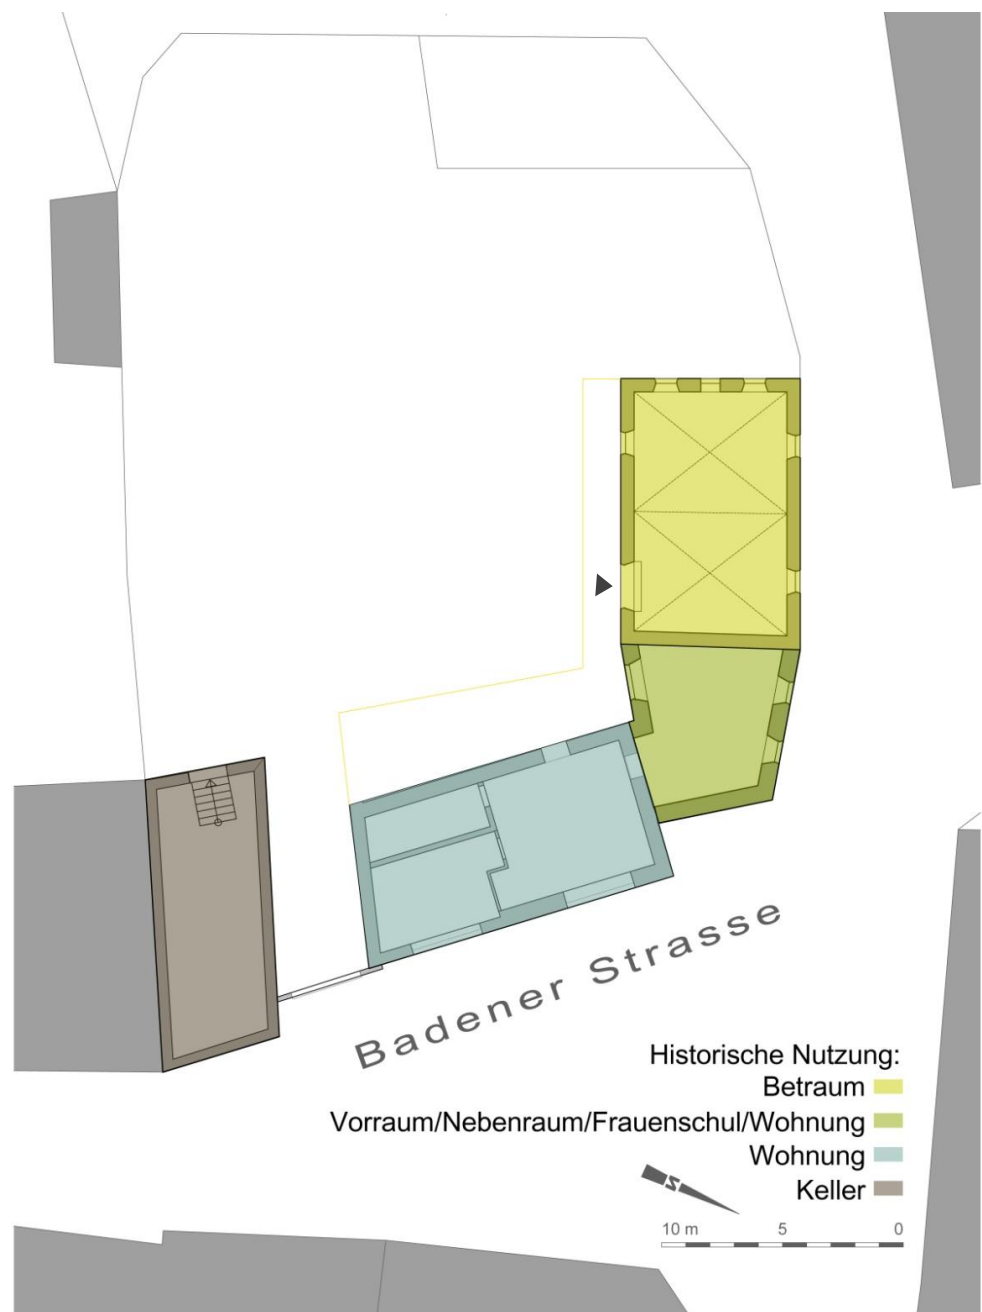 Badener Strasse
Historische Nutzung:
Betraum
Vorraum/Nebenraum/Frauenschul/Wohnung
Wohnung
Keller
N
10 m 5 0